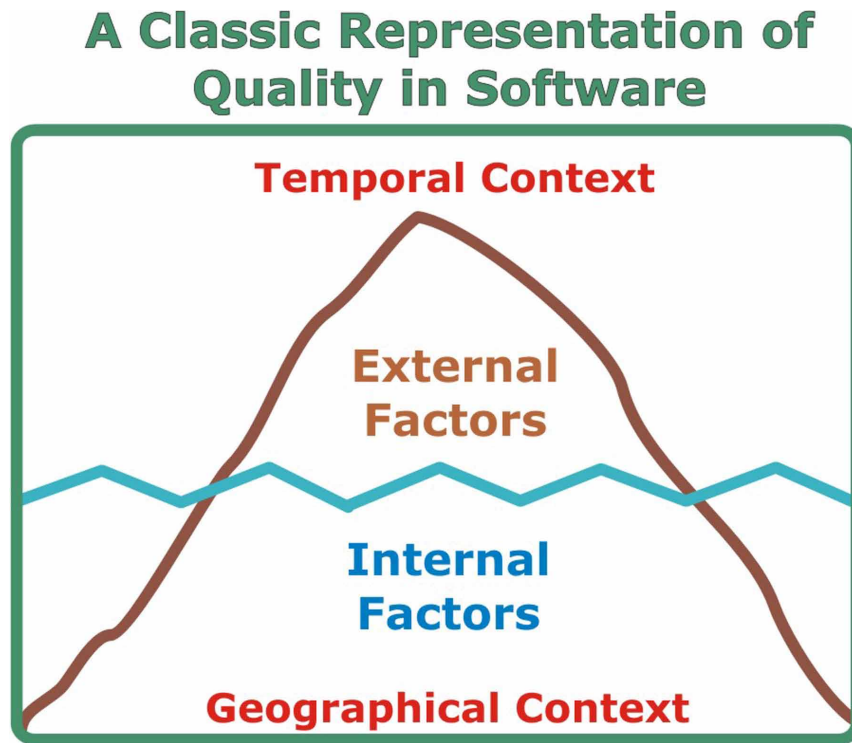 A Classic Representation of
Quality in Software
Temporal Context
External
Factors
Internal
Factors
Geographical Context